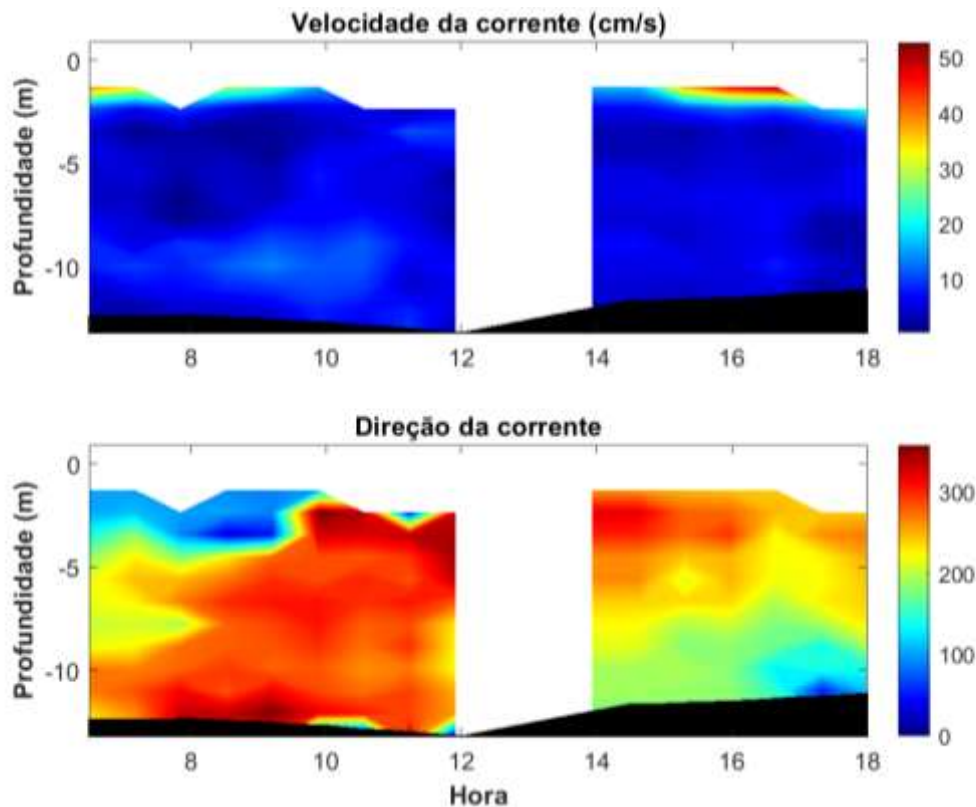 Velocidade da corrente (cm/s)
Profundidade (m)
0
-5
-10
8 10 12 14 16 18
50
40
30
20
10
Direção da corrente
Profundidade (m)
0
-5
-10
8 10 12 14 16 18
Hora
300
200
100
0